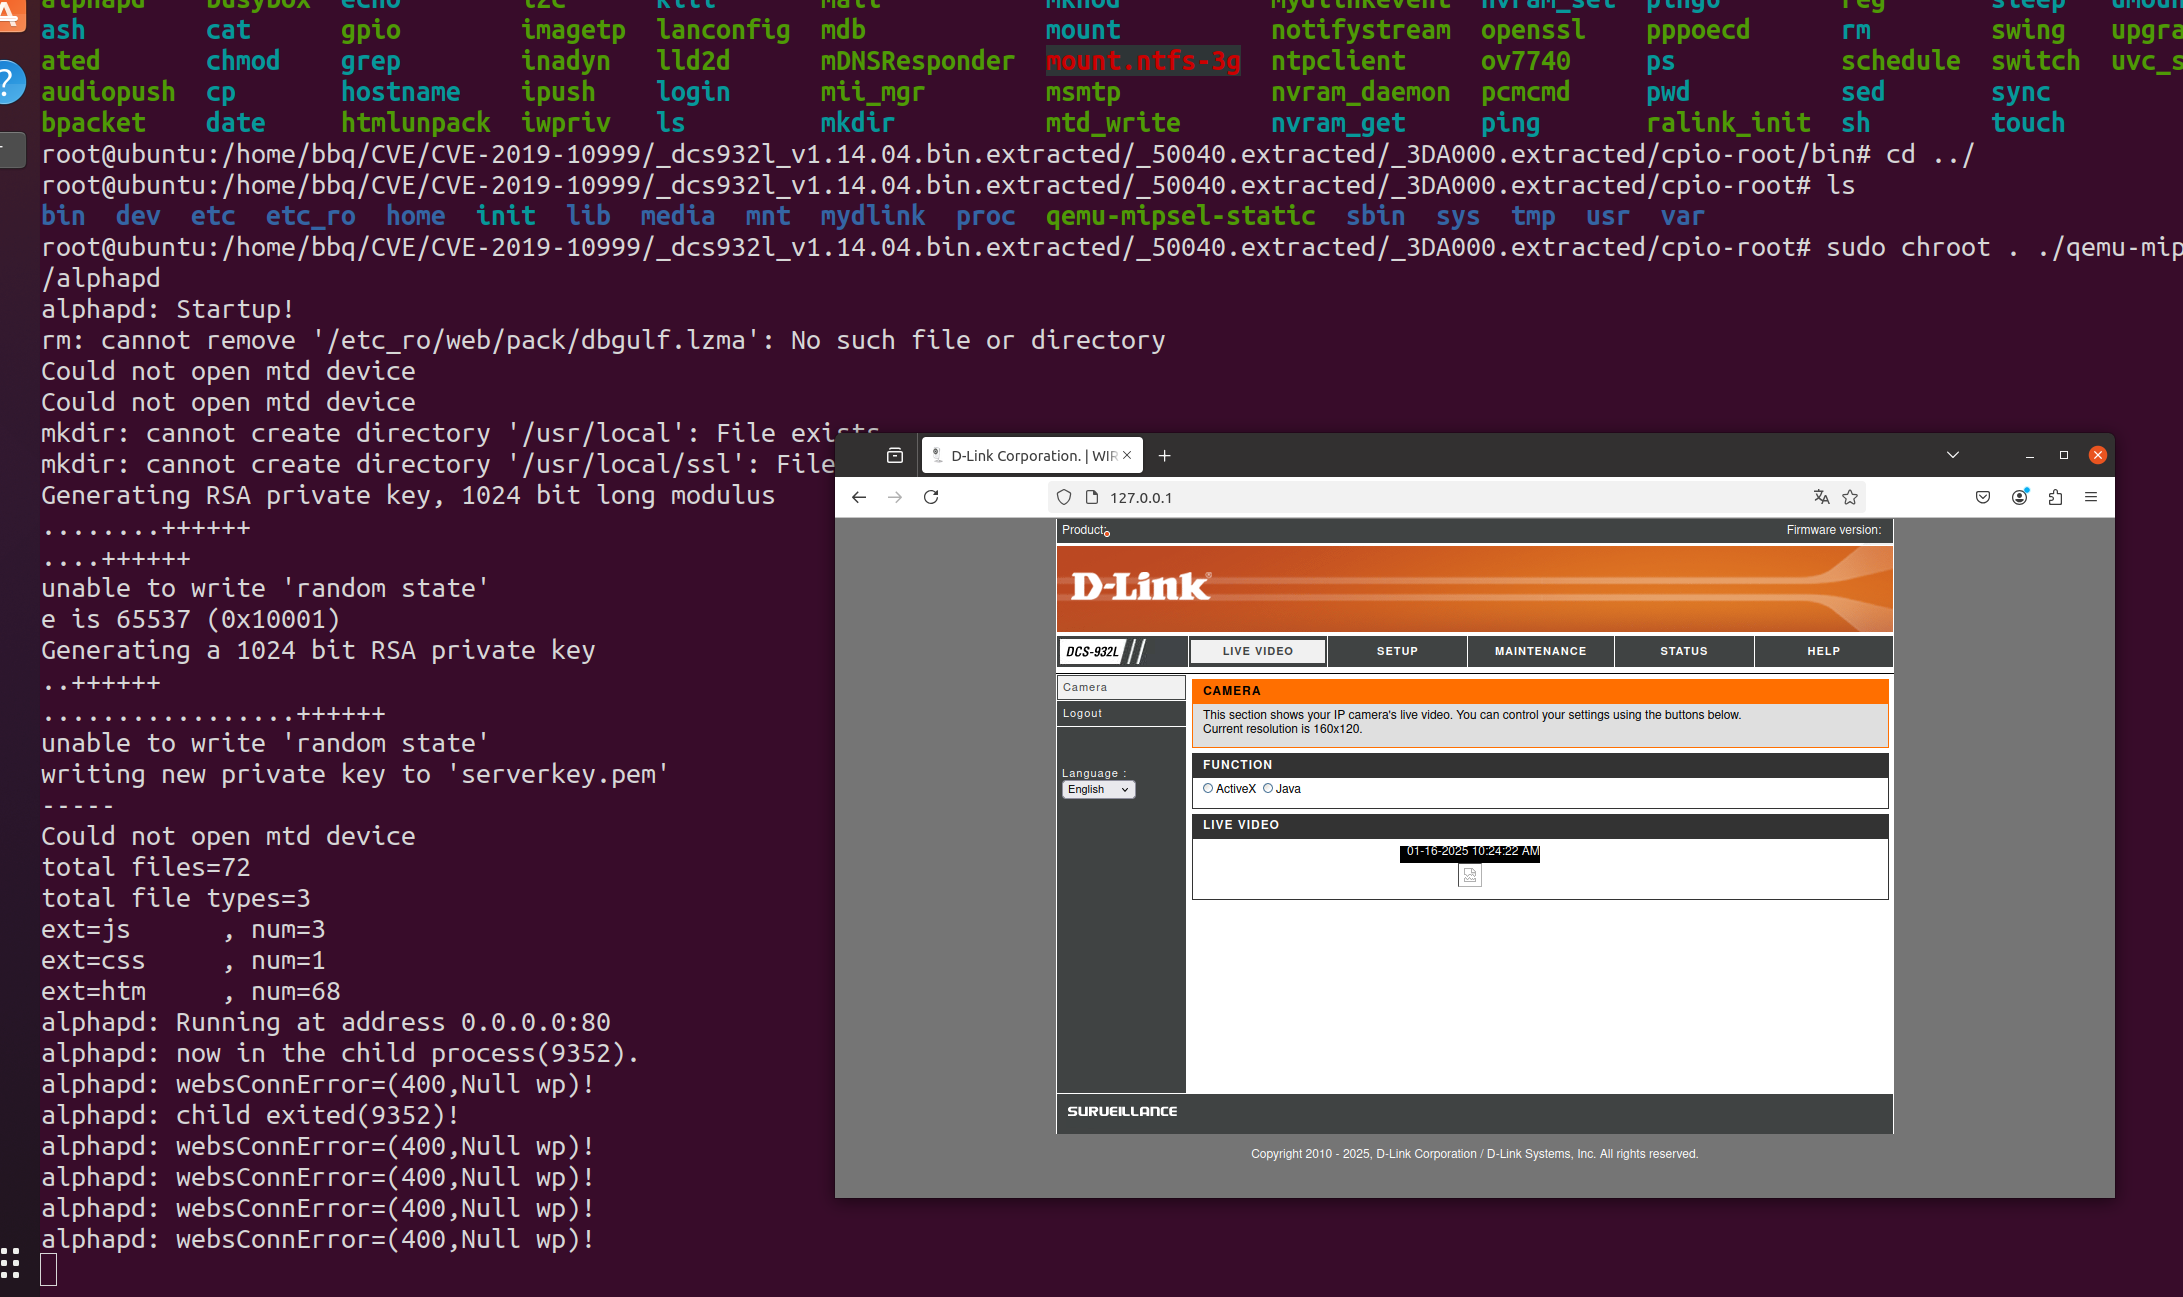 ash cat gpio imagetp lanconfig mdb mount notifystream openssl pppoecd rm swing
ated chmod grep inadyn lld2d mDNSResponder mount.ntfs-3g ntpclient ov7740 ps schedule switch
audiopush cp hostname ipush login mii_mgr msmtp nvram_daemon pcmcmd pwd sed sync
bpacket date htmlunpack iwpriv ls mkdir mtd_write nvram_get ping ralink_init sh touch
root@ubuntu:/home/bbq/CVE/CVE-2019-10999/_dcs932l_v1.14.04.bin.extracted/_50040.extracted/_3DA000.extracted/cpio-root/bin# cd ../
root@ubuntu:/home/bbq/CVE/CVE-2019-10999/_dcs932l_v1.14.04.bin.extracted/_50040.extracted/_3DA000.extracted/cpio-root# ls
bin dev etc etc_ro home init lib media mnt mydlink proc qemu-mipsel-static sbin sys tmp usr var
root@ubuntu:/home/bbq/CVE/CVE-2019-10999/_dcs932l_v1.14.04.bin.extracted/_50040.extracted/_3DA000.extracted/cpio-root# sudo chroot . ./qemu-mip
/alphapd
alphapd: Startup!
rm: cannot remove '/etc_ro/web/pack/dbgulf.lzma': No such file or directory
Could not open mtd device
Could not open mtd device
mkdir: cannot create directory '/usr/local': File exists
mkdir: cannot create directory '/usr/local/ssl': File
Generating RSA private key, 1024 bit long modulus
........++++++
....++++++
unable to write 'random state'
e is 65537 (0x10001)
Generating a 1024 bit RSA private key
..++++++
.................++++++
unable to write 'random state'
writing new private key to 'serverkey.pem'
-----
Could not open mtd device
total files=72
total file types=3
ext=js , num=3
ext=css , num=1
ext=htm , num=68
alphapd: Running at address 0.0.0.0:80
alphapd: now in the child process(9352).
alphapd: websConnError=(400,Null wp)!
alphapd: child exited(9352)!
alphapd: websConnError=(400,Null wp)!
alphapd: websConnError=(400,Null wp)!
alphapd: websConnError=(400,Null wp)!
alphapd: websConnError=(400,Null wp)!
D-Link Corporation. | WIR
127.0.0.1
Product: Firmware version:
D-Link®
DCS-932L LIVE VIDEO SETUP MAINTENANCE STATUS HELP
Camera
Logout
Language :
English
CAMERA
This section shows your IP camera's live video. You can control your settings using the buttons below.
Current resolution is 160x120.
FUNCTION
ActiveX Java
LIVE VIDEO
01-16-2025 10:24:22 AM
SURVEILLANCE
Copyright 2010 - 2025, D-Link Corporation / D-Link Systems, Inc. All rights reserved.